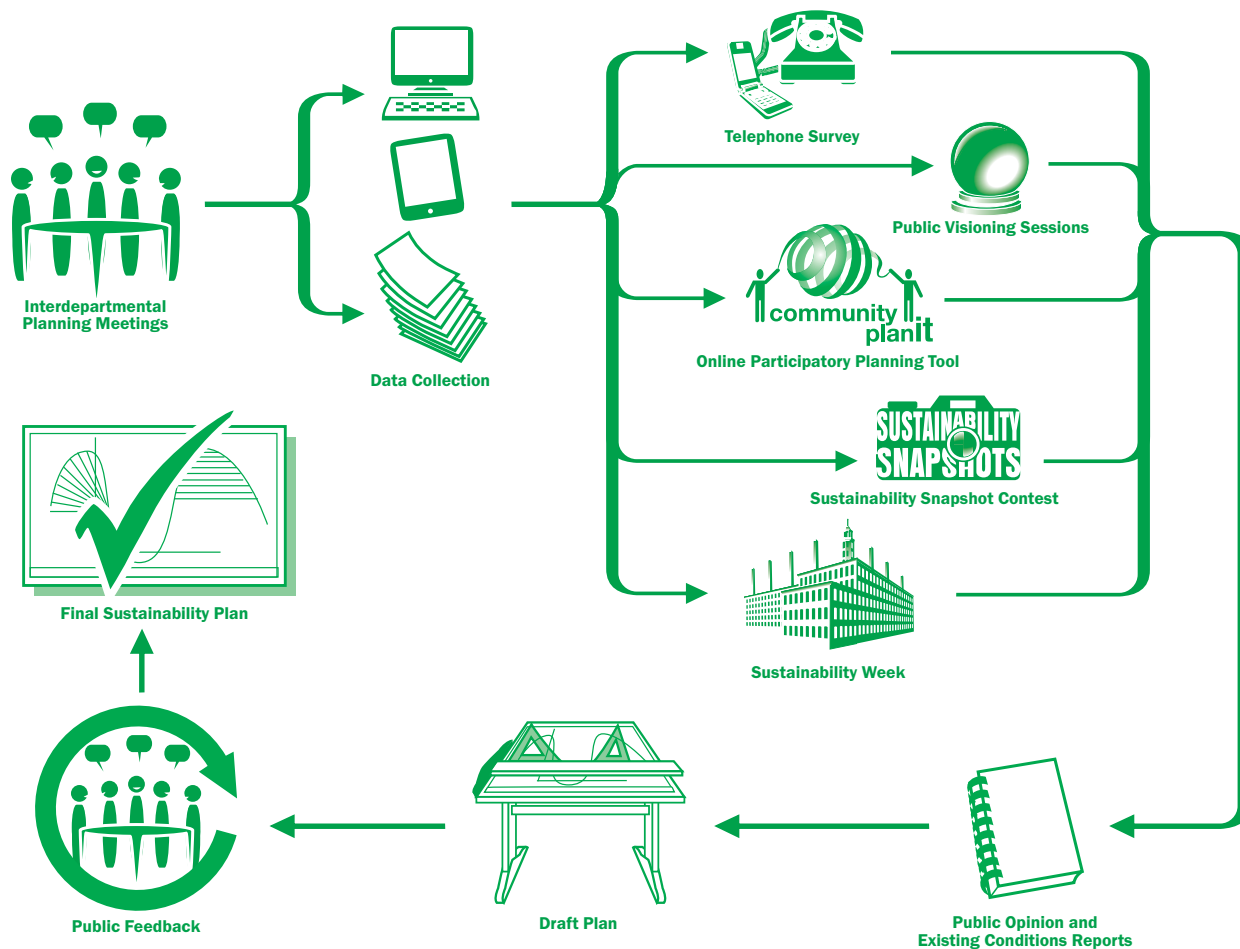 Interdepartmental
Planning Meetings
Data Collection
Telephone Survey
Public Visioning Sessions
community
planit
Online Participatory Planning Tool
SUSTAINABILITY
SNAPSHOTS
Sustainability Snapshot Contest
Sustainability Week
Public Opinion and
Existing Conditions Reports
Draft Plan
Public Feedback
Final Sustainability Plan